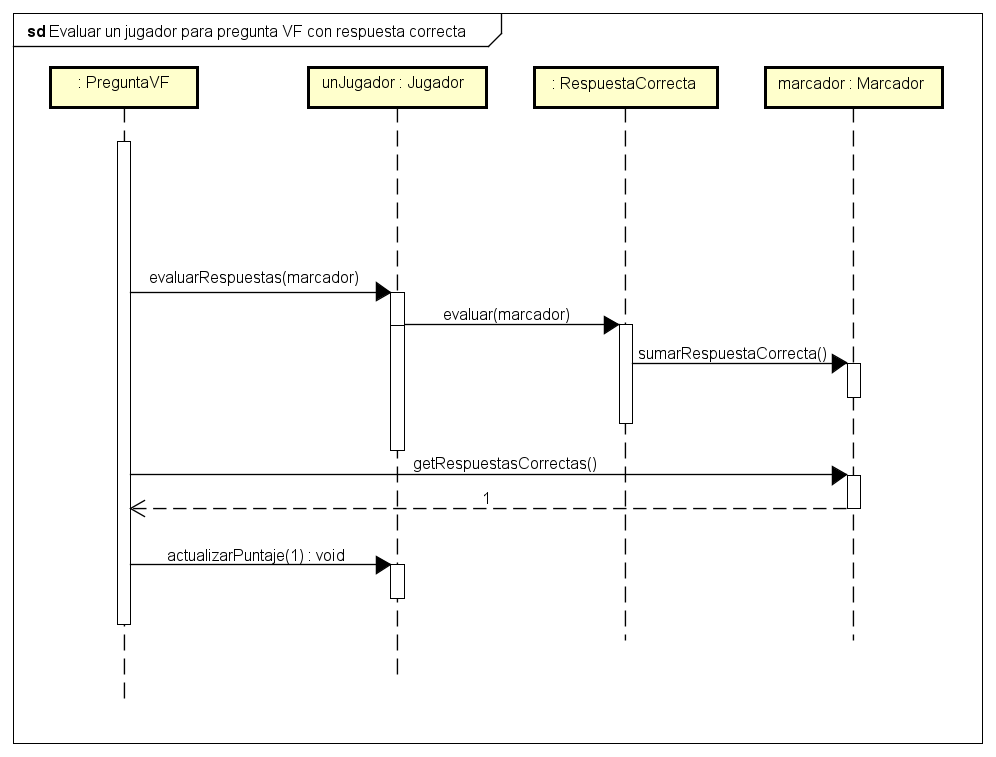 sd Evaluar un jugador para pregunta VF con respuesta correcta
: PreguntaVF
unJugador : Jugador
: RespuestaCorrecta
marcador : Marcador
evaluarRespuestas(marcador)
evaluar(marcador)
sumarRespuestaCorrecta()
getRespuestasCorrectas()
1
actualizarPuntaje(1) : void